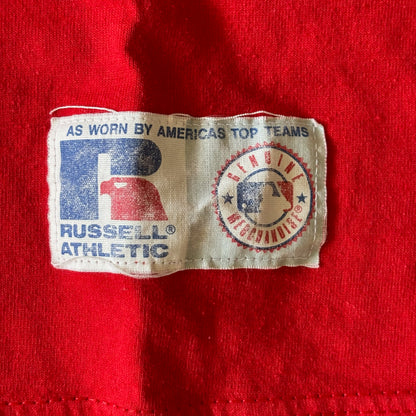 AS WORN BY AMERICAS TOP TEAMS
R
RUSSELL®
ATHLETIC
GENUINE
MERCHANDISE®